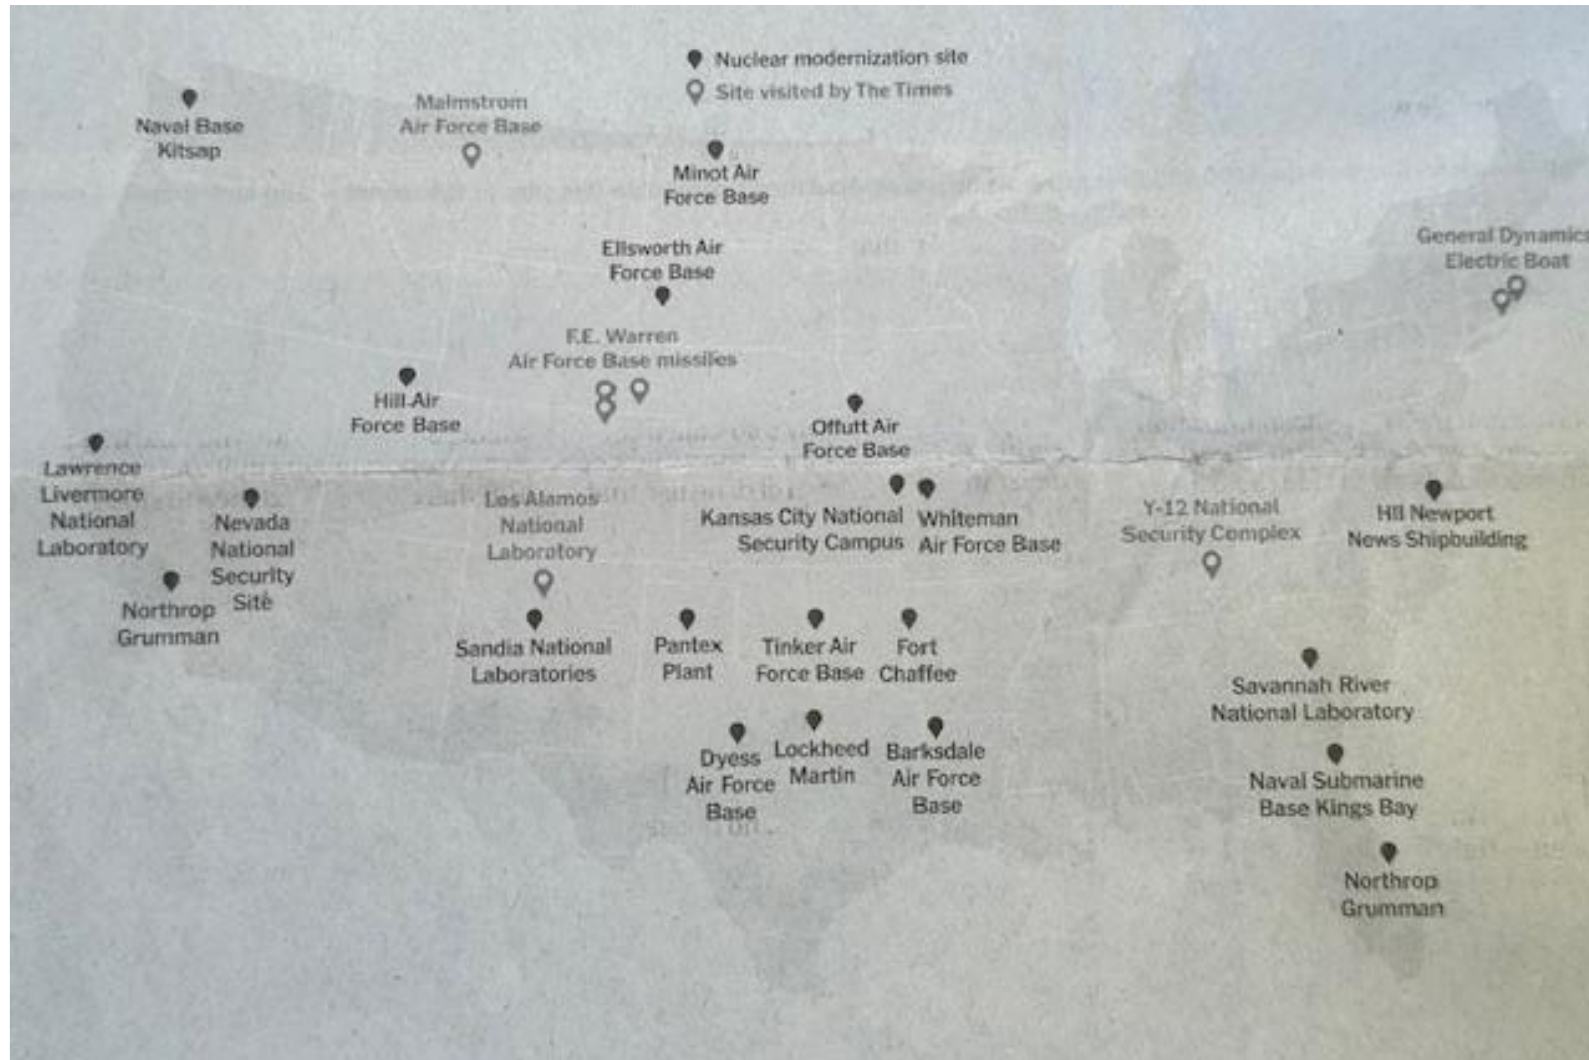 Nuclear modernization site
Site visited by The Times
Naval Base
Kitsap
Malmstrom
Air Force Base
Minot Air
Force Base
Ellsworth Air
Force Base
General Dynamics
Electric Boat
F.E. Warren
Air Force Base missiles
Hill Air
Force Base
Offutt Air
Force Base
Lawrence
Livermore
National
Laboratory
Nevada
National
Security
Site
Los Alamos
National
Laboratory
Kansas City National
Security Campus
Whiteman
Air Force Base
Y-12 National
Security Complex
HII Newport
News Shipbuilding
Northrop
Grumman
Sandia National
Laboratories
Pantex
Plant
Tinker Air
Force Base
Fort
Chaffee
Savannah River
National Laboratory
Dyess
Air Force
Base
Lockheed
Martin
Barksdale
Air Force
Base
Naval Submarine
Base Kings Bay
Northrop
Grumman